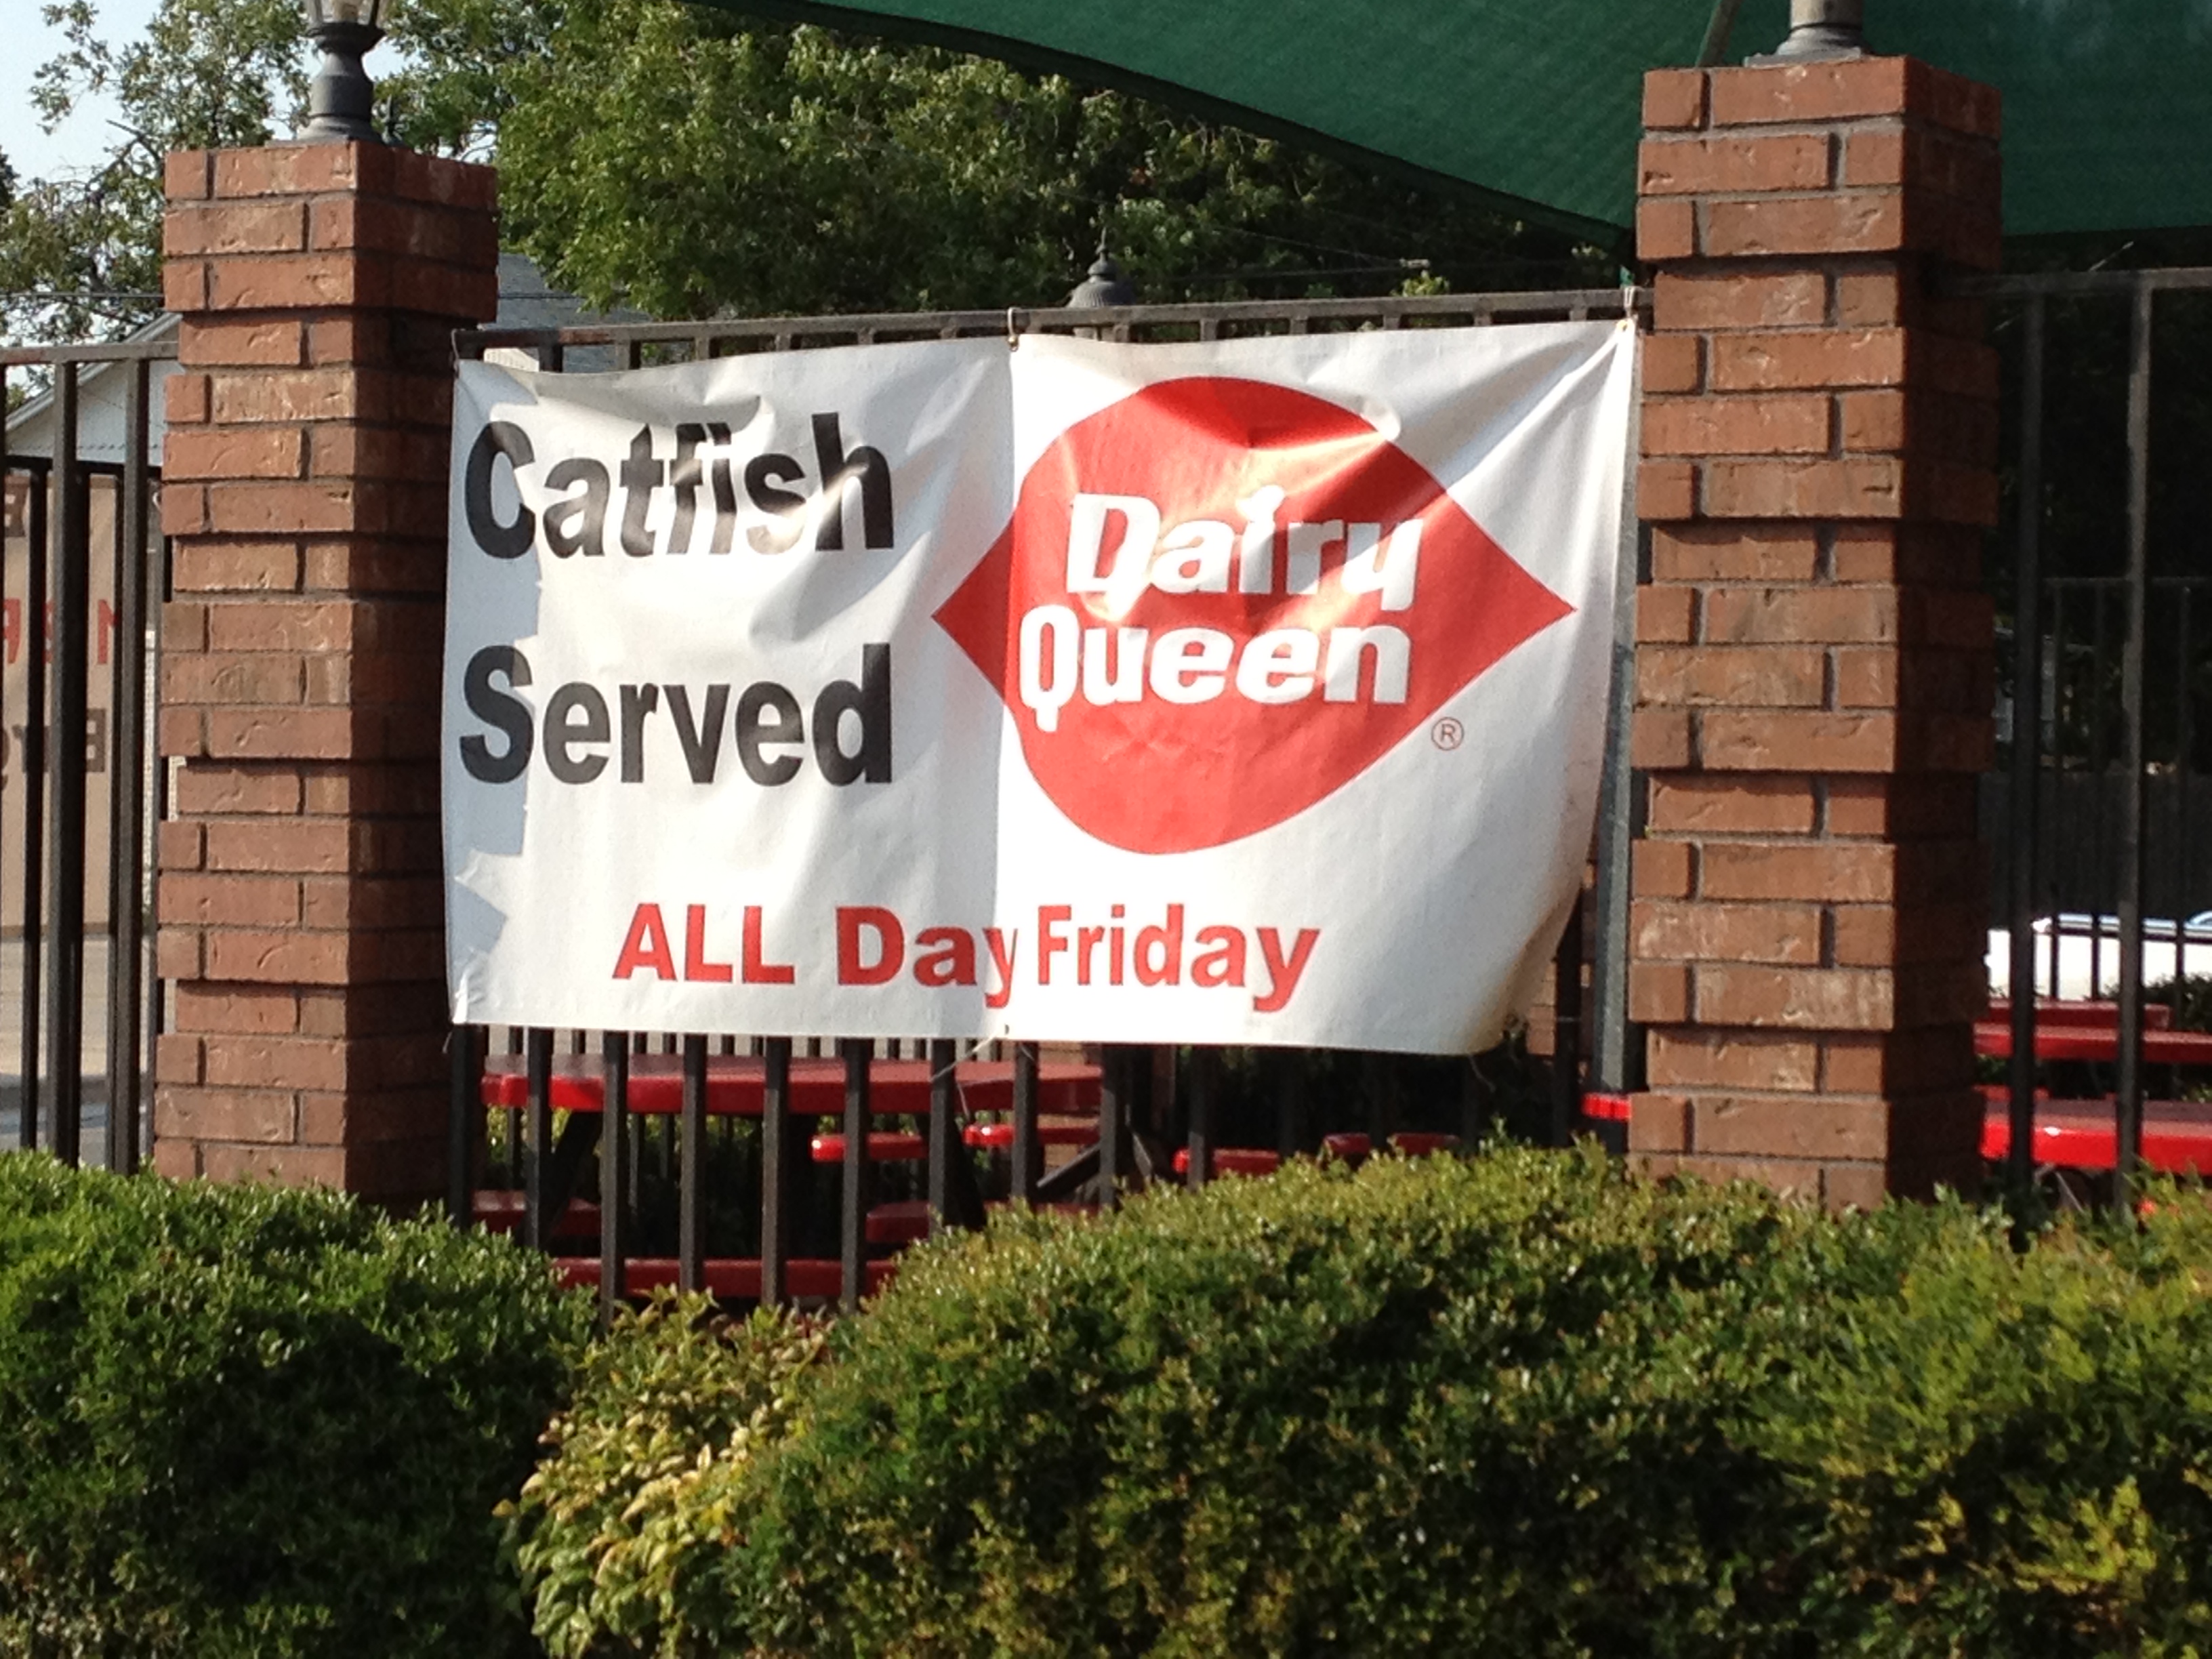 Catfish
Served
Dairy
Queen
®
ALL Day Friday